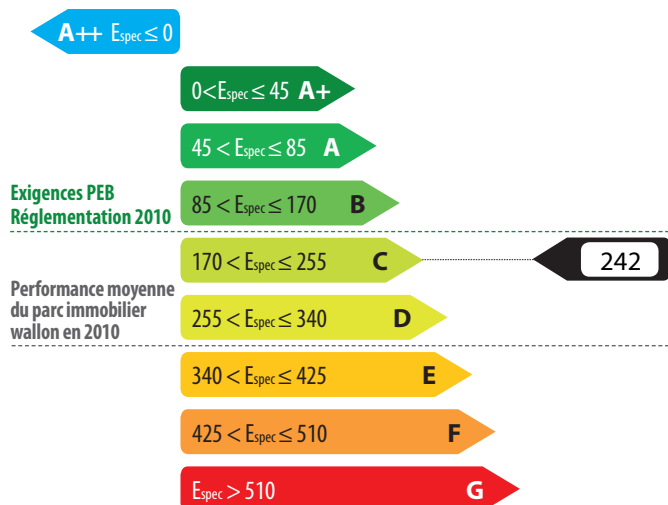 A++ Espec ≤ 0
0<Espec ≤ 45 A+
45 < Espec ≤ 85 A
Exigences PEB
Réglementation 2010
85 < Espec ≤ 170 B
170 < Espec ≤ 255 C
242
Performance moyenne
du parc immobilier
wallon en 2010
255 < Espec ≤ 340 D
340 < Espec ≤ 425 E
425 < Espec ≤ 510 F
Espec > 510 G